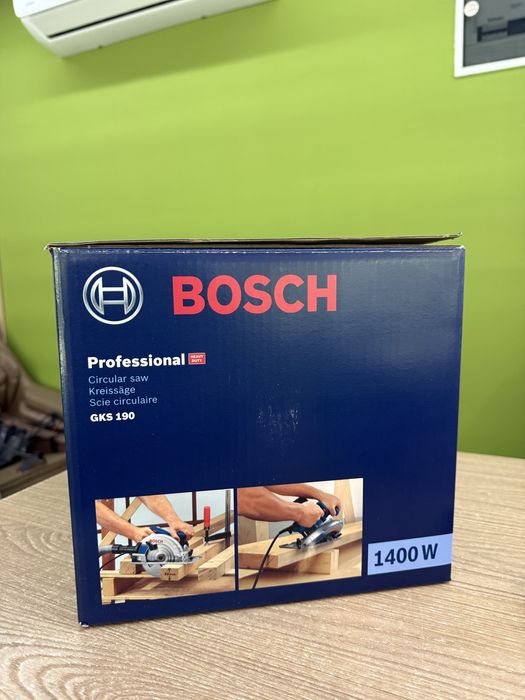 BOSCH
Professional HEAVY DUTY
Circular saw
Kreissäge
Scie circulaire
GKS 190
1400 W